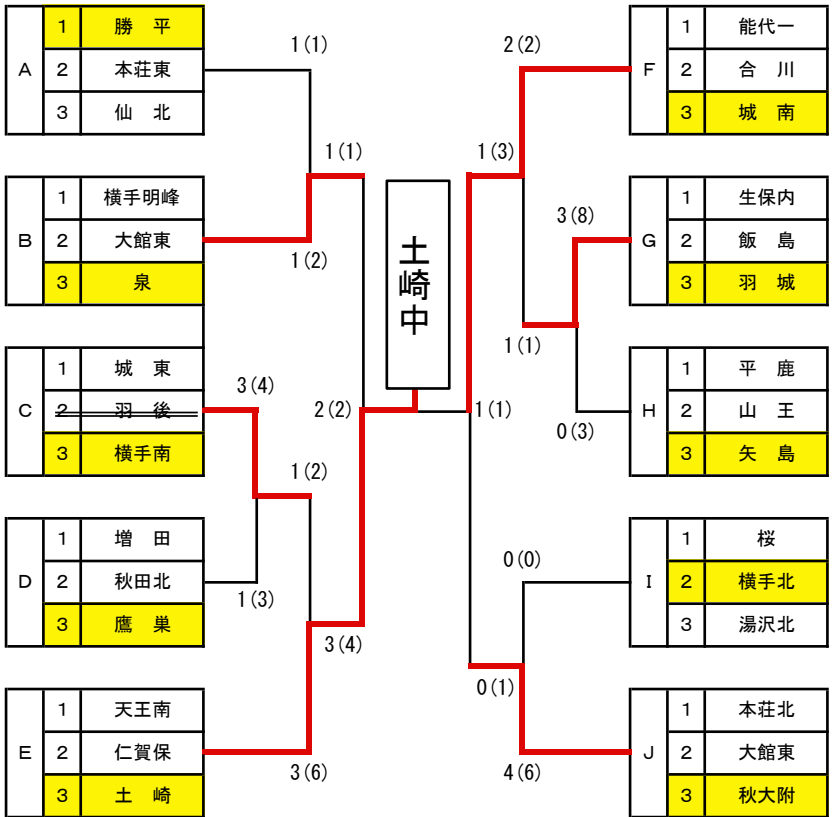 A
1 勝 平
2 本荘東
3 仙 北
B
1 横手明峰
2 大館東
3 泉
C
1 城 東
2 羽 後
3 横手南
D
1 増 田
2 秋田北
3 鷹 巣
E
1 天王南
2 仁賀保
3 土 崎
1(1)
1(1)
1(2)
3(4)
2(2)
1(2)
1(3)
3(4)
3(6)
土崎中
2(2)
1(3)
3(8)
1(1)
1(1)
0(3)
0(0)
0(1)
4(6)
F
1 能代一
2 合 川
3 城 南
G
1 生保内
2 飯 島
3 羽 城
H
1 平 鹿
2 山 王
3 矢 島
I
1 桜
2 横手北
3 湯沢北
J
1 本荘北
2 大館東
3 秋大附